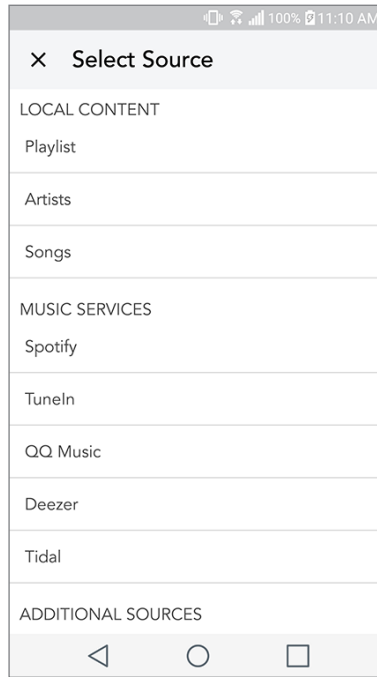 100% 11:10 AM
× Select Source
LOCAL CONTENT
Playlist
Artists
Songs
MUSIC SERVICES
Spotify
TuneIn
QQ Music
Deezer
Tidal
ADDITIONAL SOURCES